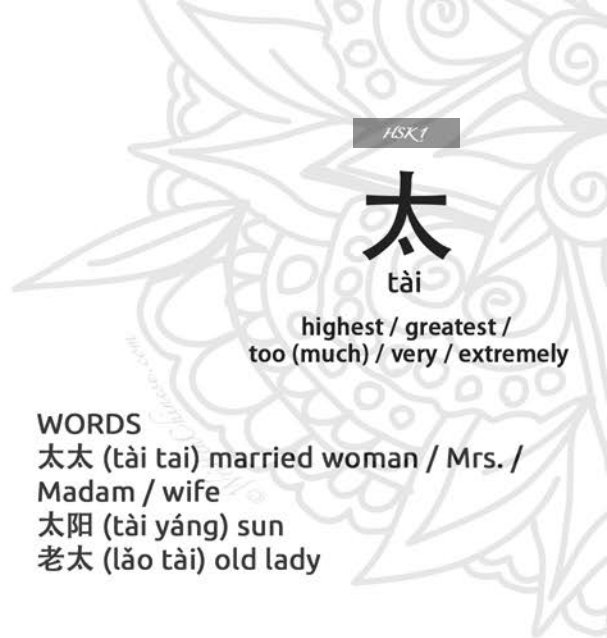 HSK 1
太
tài
highest / greatest /
too (much) / very / extremely
WORDS
太太 (tài tai) married woman / Mrs. /
Madam / wife
太阳 (tài yáng) sun
老太 (lǎo tài) old lady